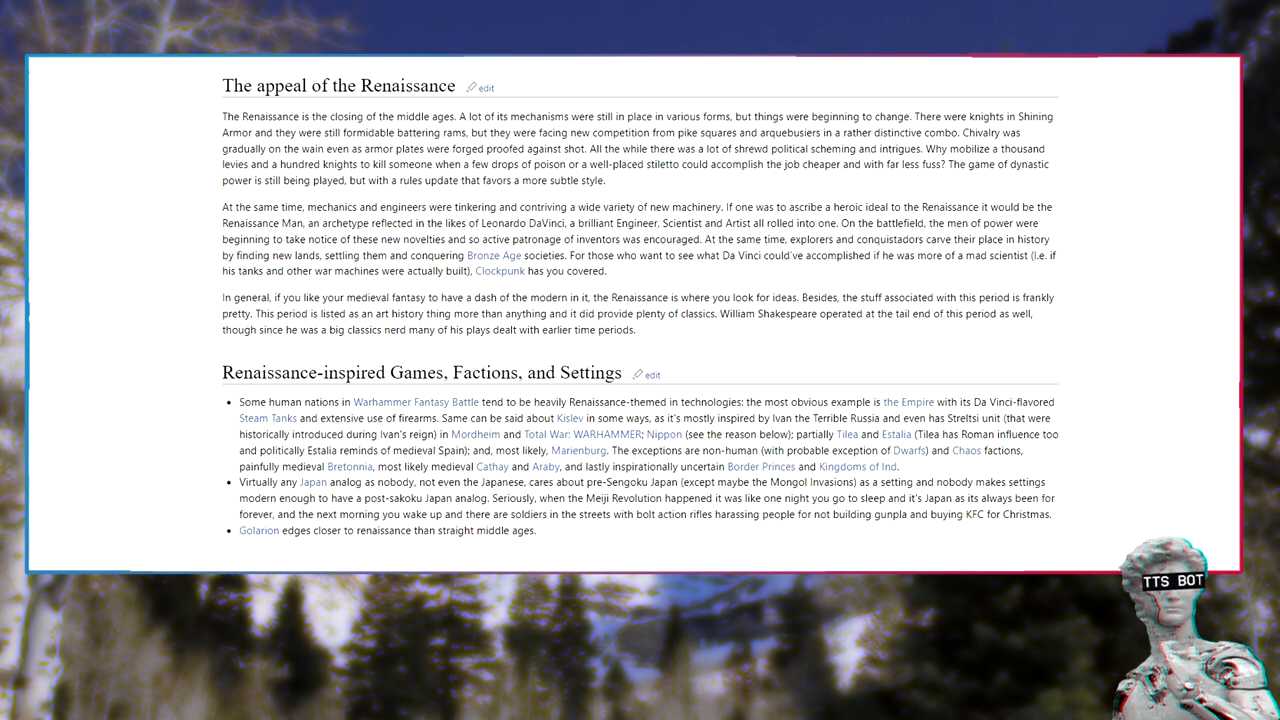 The appeal of the Renaissance edit
The Renaissance is the closing of the middle ages. A lot of its mechanisms were still in place in various forms, but things were beginning to change. There were knights in Shining
Armor and they were still formidable battering rams, but they were facing new competition from pike squares and arquebusiers in a rather distinctive combo. Chivalry was
gradually on the wain even as armor plates were forged proofed against shot. All the while there was a lot of shrewd political scheming and intrigues. Why mobilize a thousand
levies and a hundred knights to kill someone when a few drops of poison or a well-placed stiletto could accomplish the job cheaper and with far less fuss? The game of dynastic
power is still being played, but with a rules update that favors a more subtle style.
At the same time, mechanics and engineers were tinkering and contriving a wide variety of new machinery. If one was to ascribe a heroic ideal to the Renaissance it would be the
Renaissance Man, an archetype reflected in the likes of Leonardo DaVinci, a brilliant Engineer, Scientist and Artist all rolled into one. On the battlefield, the men of power were
beginning to take notice of these new novelties and so active patronage of inventors was encouraged. At the same time, explorers and conquistadors carve their place in history
by finding new lands, settling them and conquering Bronze Age societies. For those who want to see what Da Vinci could've accomplished if he was more of a mad scientist (I.e. if
his tanks and other war machines were actually built), Clockpunk has you covered.
In general, if you like your medieval fantasy to have a dash of the modern in it, the Renaissance is where you look for ideas. Besides, the stuff associated with this period is frankly
pretty. This period is listed as an art history thing more than anything and it did provide plenty of classics. William Shakespeare operated at the tail end of this period as well,
though since he was a big classics nerd many of his plays dealt with earlier time periods.
Renaissance-inspired Games, Factions, and Settings edit
• Some human nations in Warhammer Fantasy Battle tend to be heavily Renaissance-themed in technologies: the most obvious example is the Empire with its Da Vinci-flavored
Steam Tanks and extensive use of firearms. Same can be said about Kislev in some ways, as it's mostly inspired by Ivan the Terrible Russia and even has Streltsi unit (that were
historically introduced during Ivan's reign) in Mordheim and Total War: WARHAMMER; Nippon (see the reason below); partially Tilea and Estalia (Tilea has Roman influence too
and politically Estalia reminds of medieval Spain); and, most likely, Marienburg. The exceptions are non-human (with probable exception of Dwarfs) and Chaos factions,
painfully medieval Bretonnia, most likely medieval Cathay and Araby, and lastly inspirationally uncertain Border Princes and Kingdoms of Ind.
• Virtually any Japan analog as nobody, not even the Japanese, cares about pre-Sengoku Japan (except maybe the Mongol Invasions) as a setting and nobody makes settings
modern enough to have a post-sakoku Japan analog. Seriously, when the Meiji Revolution happened it was like one night you go to sleep and it's Japan as its always been for
forever, and the next morning you wake up and there are soldiers in the streets with bolt action rifles harassing people for not building gunpla and buying KFC for Christmas.
• Golarion edges closer to renaissance than straight middle ages.
TTS BOT